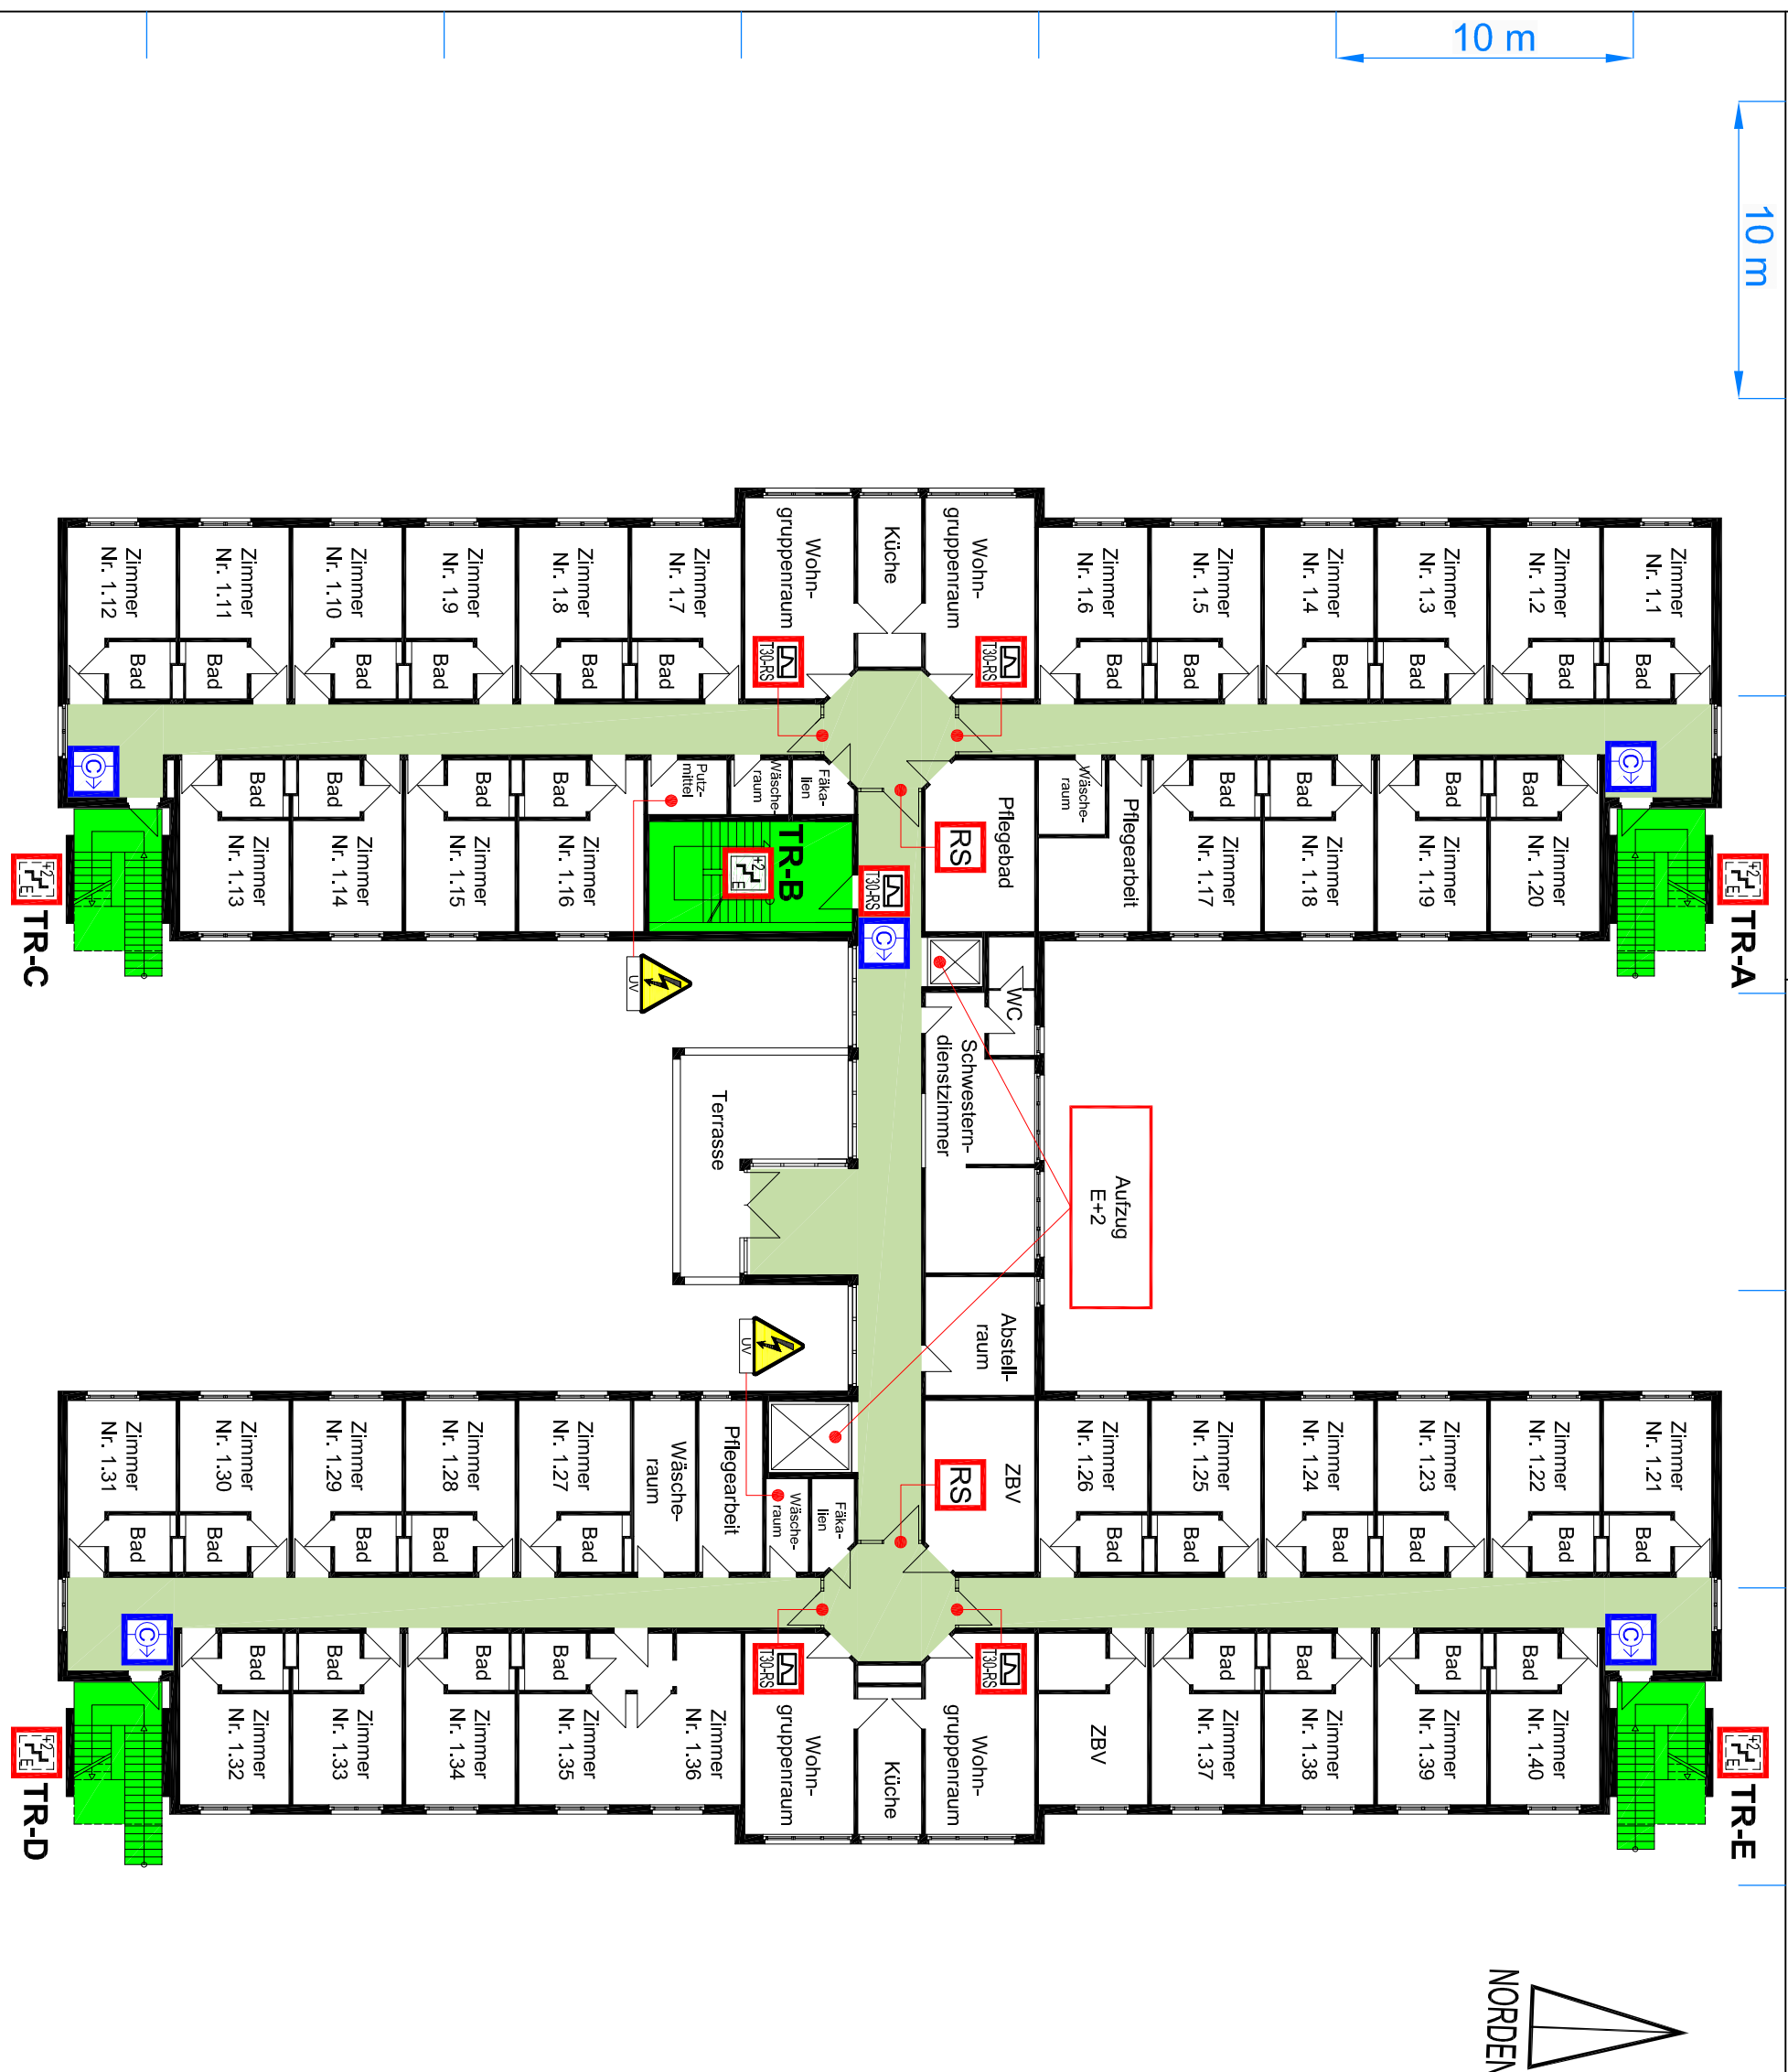 10 m
10 m
Zimmer
Nr. 1.12
Zimmer
Nr. 1.11
Zimmer
Nr. 1.10
Zimmer
Nr. 1.9
Zimmer
Nr. 1.8
Zimmer
Nr. 1.7
Wohn-
gruppenraum
Küche
Wohn-
gruppenraum
Zimmer
Nr. 1.6
Zimmer
Nr. 1.5
Zimmer
Nr. 1.4
Zimmer
Nr. 1.3
Zimmer
Nr. 1.2
Zimmer
Nr. 1.1
Bad
Bad
Bad
Bad
Bad
Bad
T30-RS
T30-RS
Bad
Bad
Bad
Bad
Bad
Bad
C
C
Bad
Bad
Bad
Bad
Putz-
mittel
Wäsche-
raum
Fäka-
lien
RS
Pflegebad
Wäsche-
raum
Pflegearbeit
Bad
Bad
Bad
Bad
+2
E
TR-C
Zimmer
Nr. 1.13
Zimmer
Nr. 1.14
Zimmer
Nr. 1.15
Zimmer
Nr. 1.16
TR-B
+2
E
T30-RS
C
Zimmer
Nr. 1.17
Zimmer
Nr. 1.18
Zimmer
Nr. 1.19
Zimmer
Nr. 1.20
+2
E
TR-A
UV
WC
Schwestern-
dienstzimmer
Terrasse
Aufzug
E+2
UV
Abstell-
raum
Zimmer
Nr. 1.31
Zimmer
Nr. 1.30
Zimmer
Nr. 1.29
Zimmer
Nr. 1.28
Zimmer
Nr. 1.27
Wäsche-
raum
Pflegearbeit
Wäsche-
raum
Fäka-
lien
RS
ZBV
Zimmer
Nr. 1.26
Zimmer
Nr. 1.25
Zimmer
Nr. 1.24
Zimmer
Nr. 1.23
Zimmer
Nr. 1.22
Zimmer
Nr. 1.21
Bad
Bad
Bad
Bad
Bad
Bad
Bad
Bad
Bad
Bad
Bad
C
C
Bad
Bad
Bad
Bad
T30-RS
T30-RS
Bad
Bad
Bad
Bad
+2
E
TR-D
Zimmer
Nr. 1.32
Zimmer
Nr. 1.33
Zimmer
Nr. 1.34
Zimmer
Nr. 1.35
Zimmer
Nr. 1.36
Wohn-
gruppenraum
Küche
Wohn-
gruppenraum
ZBV
Zimmer
Nr. 1.37
Zimmer
Nr. 1.38
Zimmer
Nr. 1.39
Zimmer
Nr. 1.40
+2
E
TR-E
NORDEN